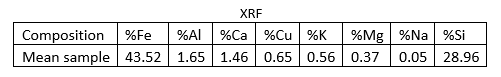 XRF
Composition %Fe %Al %Ca %Cu %K %Mg %Na %Si
Mean sample 43.52 1.65 1.46 0.65 0.56 0.37 0.05 28.96